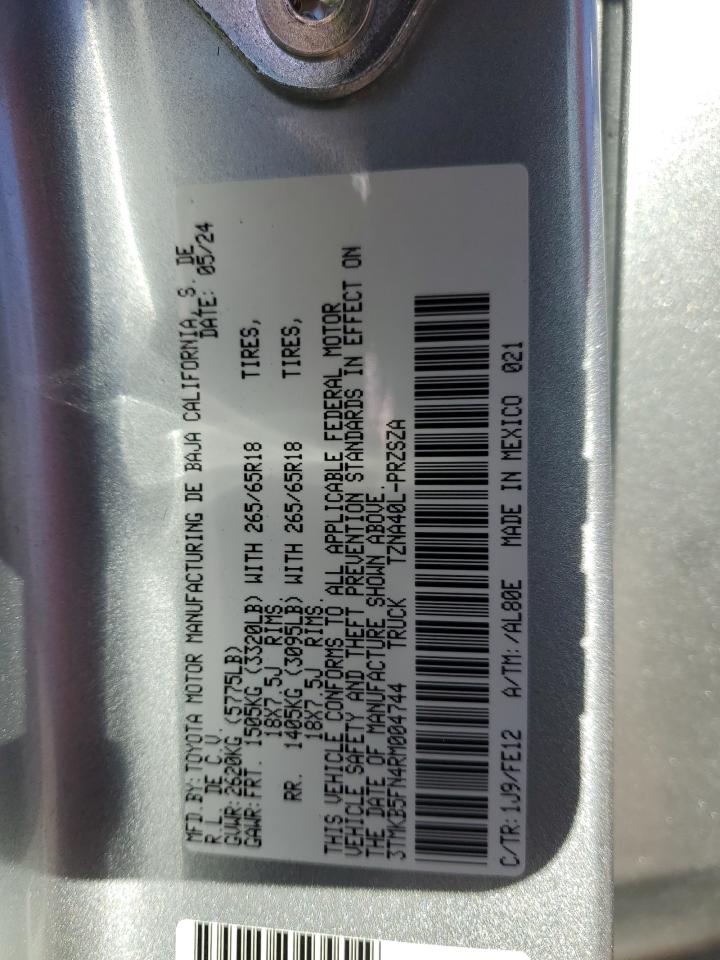 MFD.BY:TOYOTA MOTOR MANUFACTURING DE BAJA CALIFORNIA, S. DE
R.L. DE C.V. DATE: 05/24
GVWR:2620KG (5775LB)
GAWR:FRT. 1505KG (3320LB) WITH 265/65R18 TIRES,
18X7.5J RIMS.
RR. 1405KG (3095LB) WITH 265/65R18 TIRES,
18X7.5J RIMS.
THIS VEHICLE CONFORMS TO ALL APPLICABLE FEDERAL MOTOR
VEHICLE SAFETY AND THEFT PREVENTION STANDARDS IN EFFECT ON
THE DATE OF MANUFACTURE SHOWN ABOVE.
3TMKB5FN4RM004744 TRUCK TZNA40L-PRZSZA
C/TR:1J9/FE12 A/TM:/AL80E MADE IN MEXICO 021